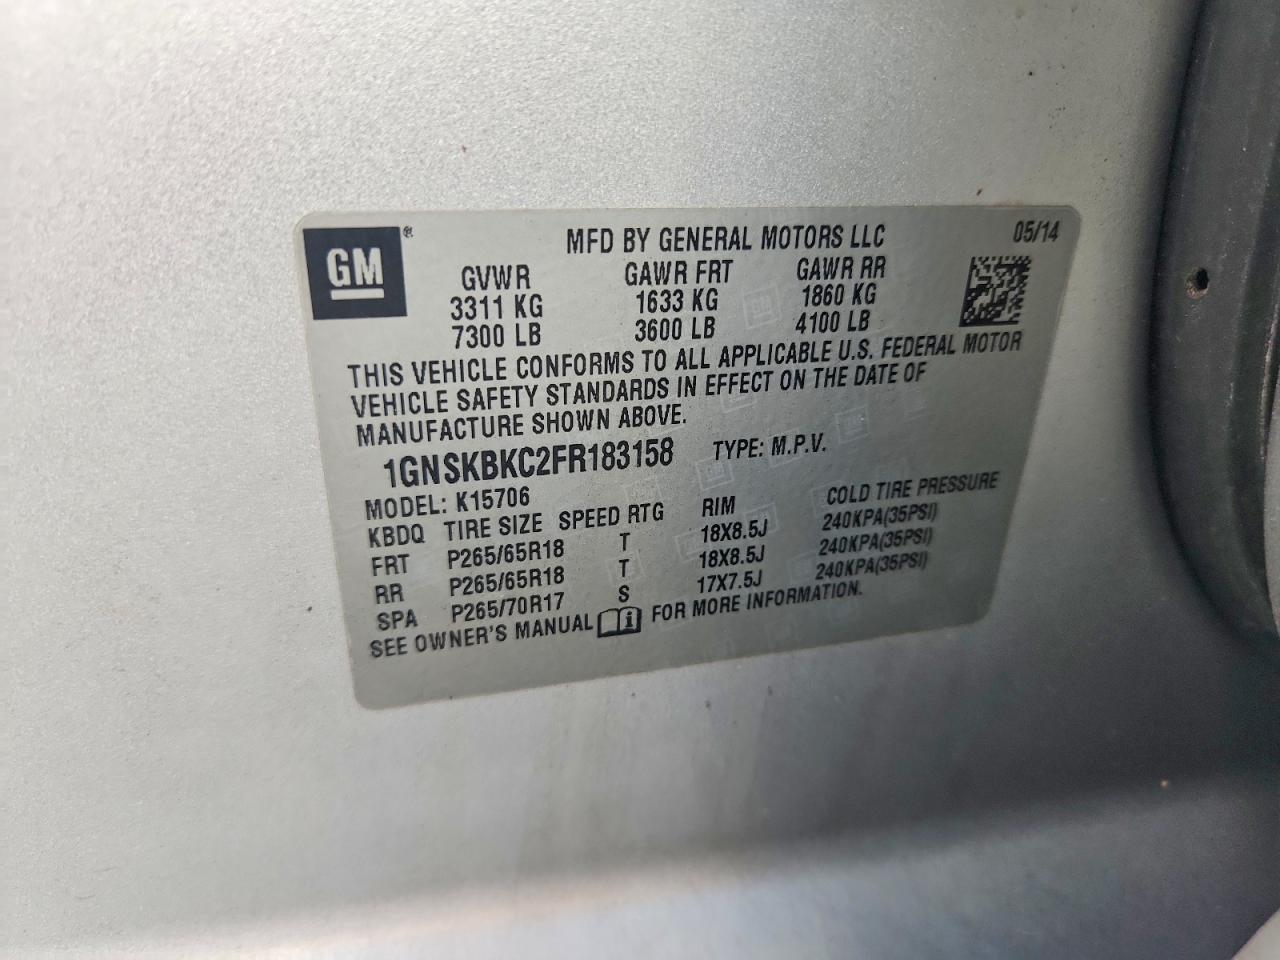 GM®
MFD BY GENERAL MOTORS LLC 05/14
GVWR GAWR FRT GAWR RR
3311 KG 1633 KG 1860 KG
7300 LB 3600 LB 4100 LB
THIS VEHICLE CONFORMS TO ALL APPLICABLE U.S. FEDERAL MOTOR
VEHICLE SAFETY STANDARDS IN EFFECT ON THE DATE OF
MANUFACTURE SHOWN ABOVE.
1GNSKBKC2FR183158 TYPE: M.P.V.
MODEL: K15706
KBDQ TIRE SIZE SPEED RTG RIM COLD TIRE PRESSURE
FRT P265/65R18 T 18X8.5J 240KPA(35PSI)
RR P265/65R18 T 18X8.5J 240KPA(35PSI)
SPA P265/70R17 S 17X7.5J 240KPA(35PSI)
SEE OWNER'S MANUAL i FOR MORE INFORMATION.